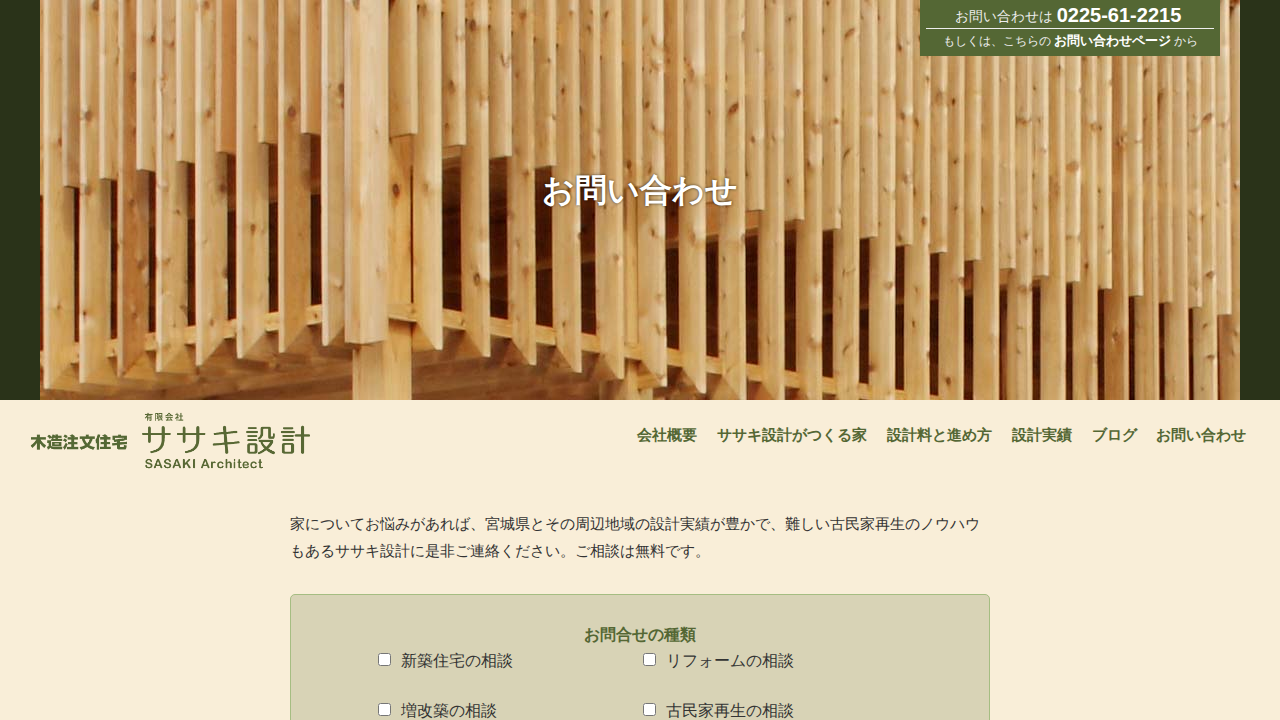 お問い合わせは 0225-61-2215
もしくは、こちらの お問い合わせページ から
お問い合わせ
有限会社
木造注文住宅 ササキ設計
SASAKI Architect
会社概要 ササキ設計がつくる家 設計料と進め方 設計実績 ブログ お問い合わせ
家についてお悩みがあれば、宮城県とその周辺地域の設計実績が豊かで、難しい古民家再生のノウハウ
もあるササキ設計に是非ご連絡ください。ご相談は無料です。
お問合せの種類
新築住宅の相談 リフォームの相談
増改築の相談 古民家再生の相談